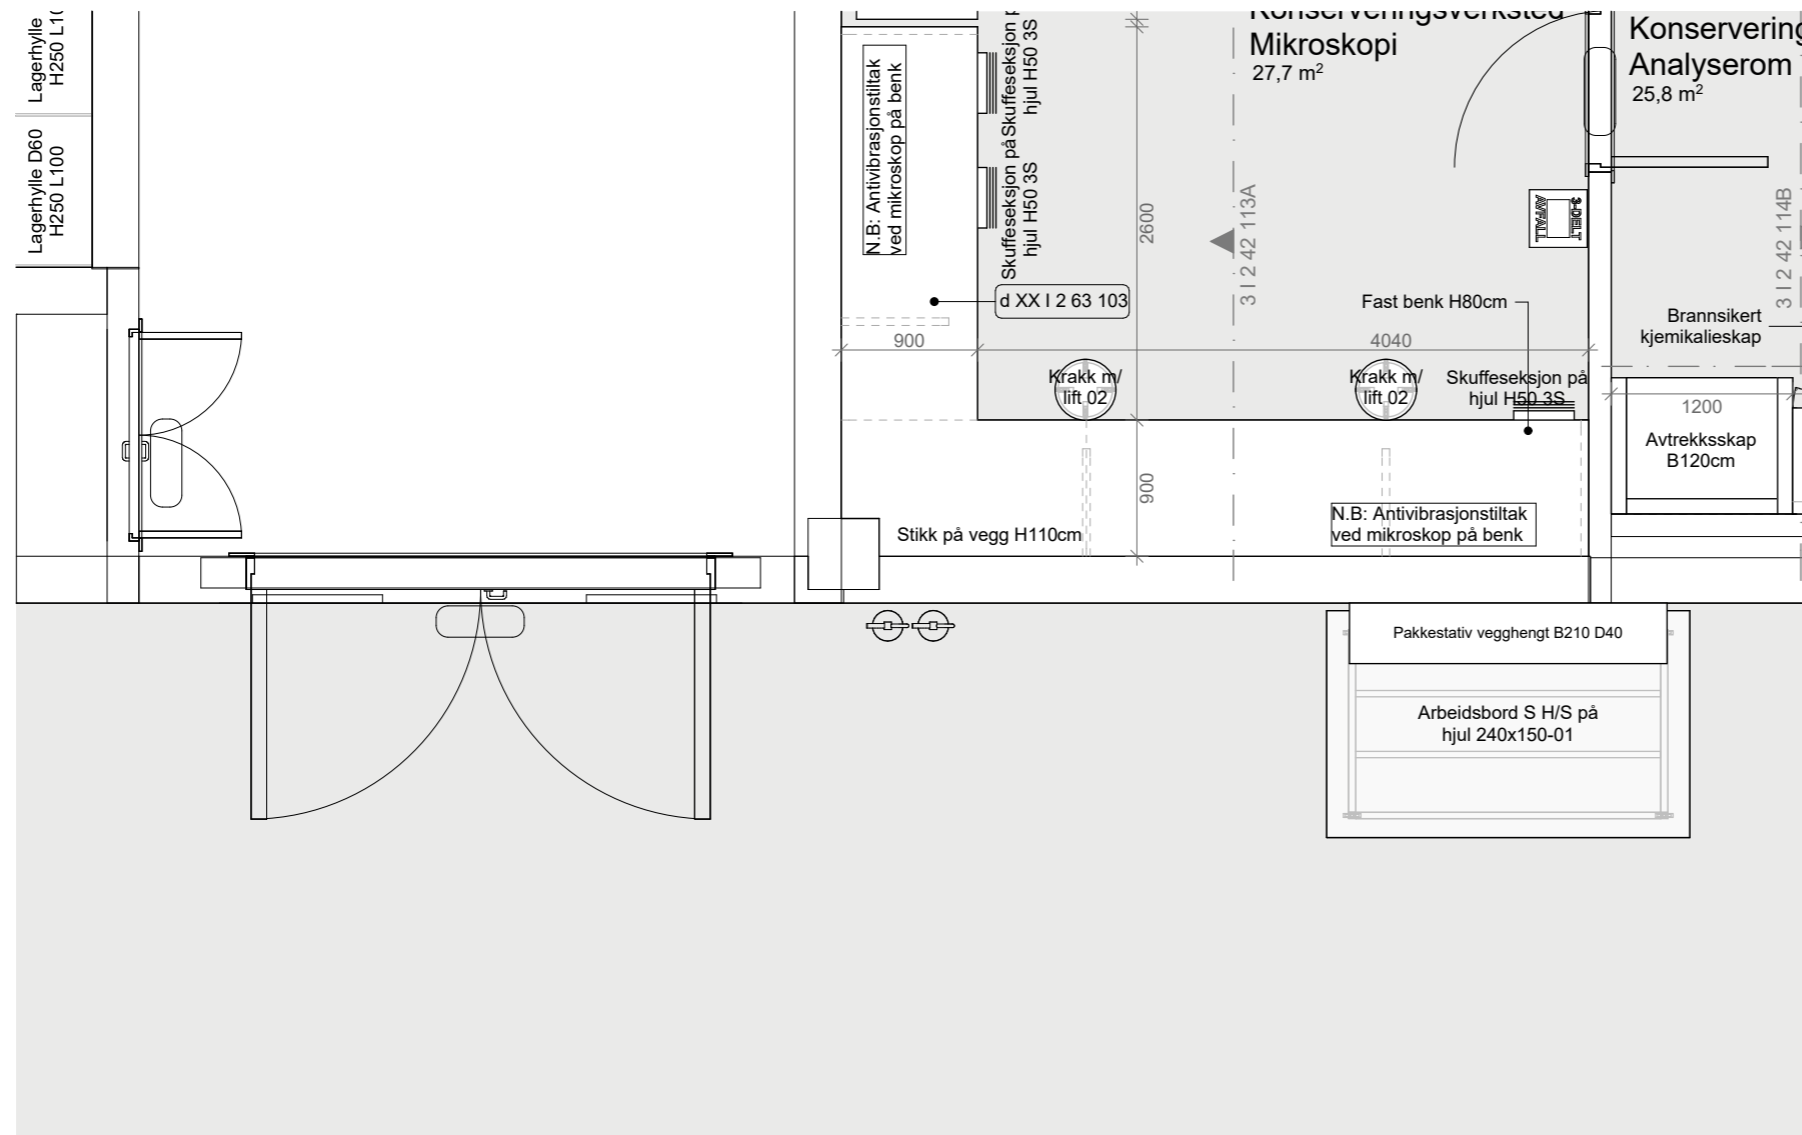 Lagerhylle
H250 L10
Lagerhylle D60
H250 L100
N.B: Antivibrasjonstiltak
ved mikroskop på benk
Skuffeseksjon på
hjul H50 3S
Skuffeseksjon på
hjul H50 3S
Konserveringsverksted
Mikroskopi
27,7 m²
Konservering
Analyserom
25,8 m²
2600
3 I 2 42 113A
3-DELT
AVFALL
3 I 2 42 114B
d XX I 2 63 103
Fast benk H80cm
Brannsikert
kjemikalieskap
900
4040
Krakk m/
lift 02
Krakk m/
lift 02
Skuffeseksjon på
hjul H50 3S
1200
Avtrekksskap
B120cm
900
Stikk på vegg H110cm
N.B: Antivibrasjonstiltak
ved mikroskop på benk
Pakkestativ vegghengt B210 D40
Arbeidsbord S H/S på
hjul 240x150-01